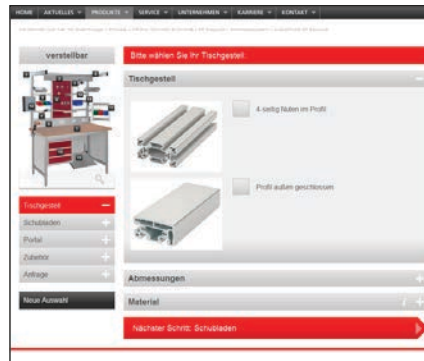 HOME AKTUELLES PRODUKTE SERVICE UNTERNEHMEN KARRIERE KONTAKT
verstellbar
Bitte wählen Sie Ihr Tischgestell.
Tischgestell
4-seitig Nuten im Profil
Profil außen geschlossen
Tischgestell
Schubladen
Portal
Zubehör
Anfrage
Abmessungen
Neue Auswahl
Material
Nächster Schritt: Schubladen